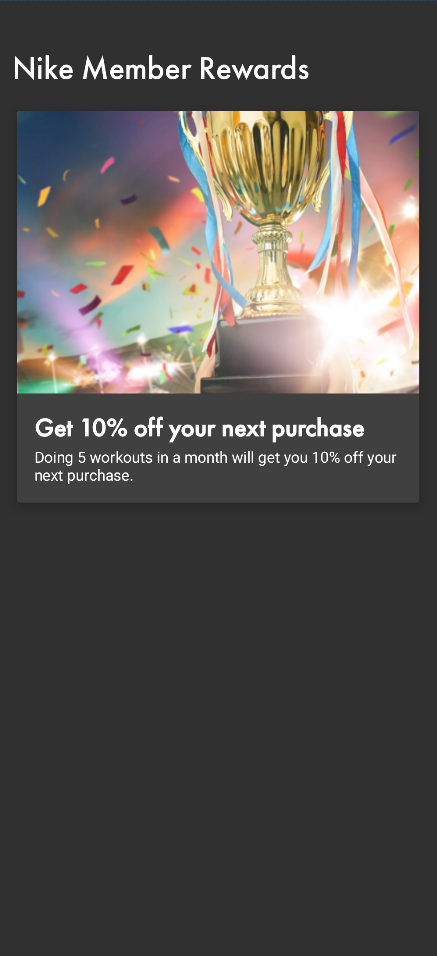 Nike Member Rewards
Get 10% off your next purchase
Doing 5 workouts in a month will get you 10% off your
next purchase.